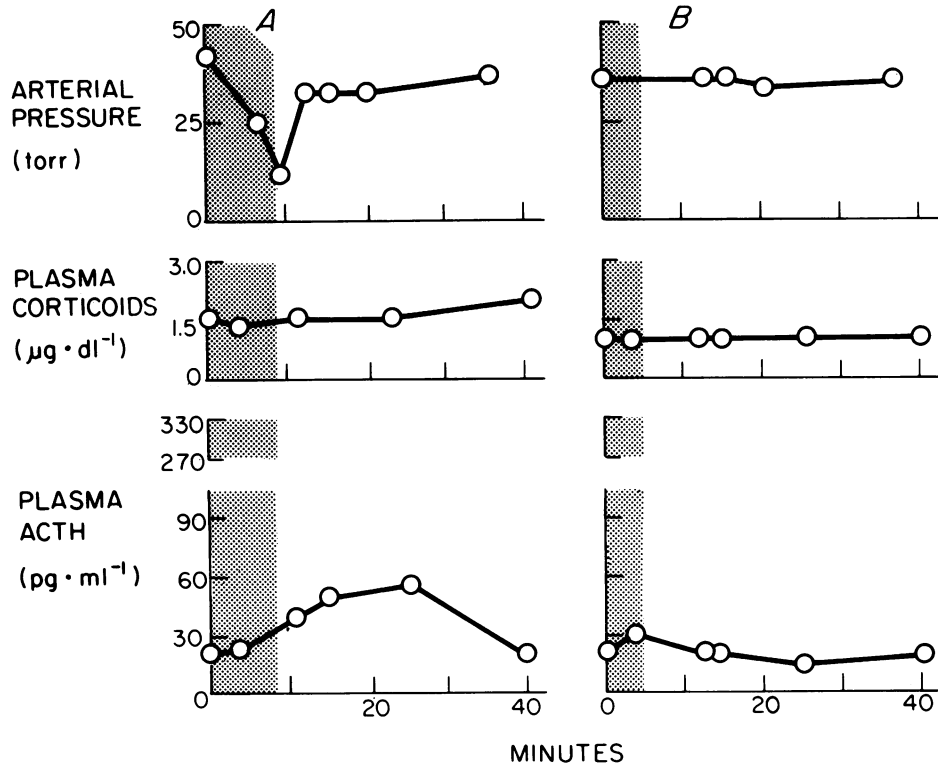 A
B
50
25
0
ARTERIAL
PRESSURE
(torr)
3.0
1.5
0
PLASMA
CORTICOIDS
(µg·dl⁻¹)
330
270
90
60
30
0
PLASMA
ACTH
(pg·ml⁻¹)
20 40 0 20 40
MINUTES